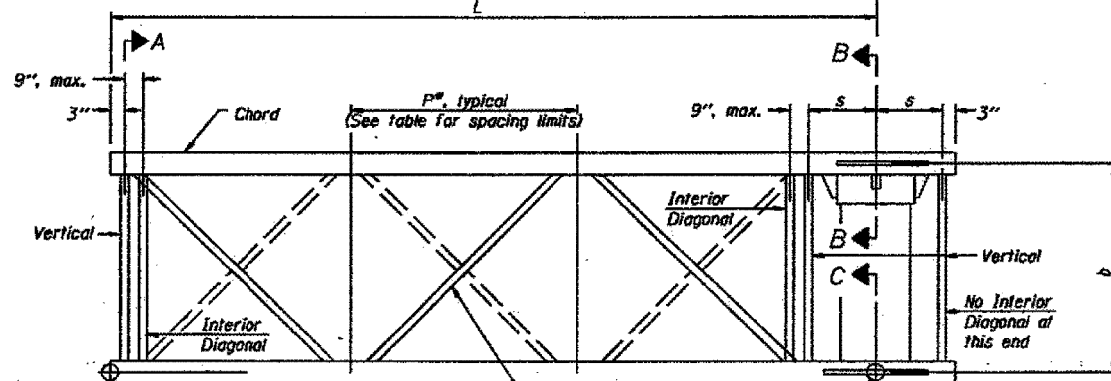 L
A
B
9", max.
P*, typical
(See table for spacing limits)
9", max.
s
s
3"
3"
Chord
Interior
Diagonal
Vertical
B
Vertical
C
Interior
Diagonal
No Interior
Diagonal at
this end